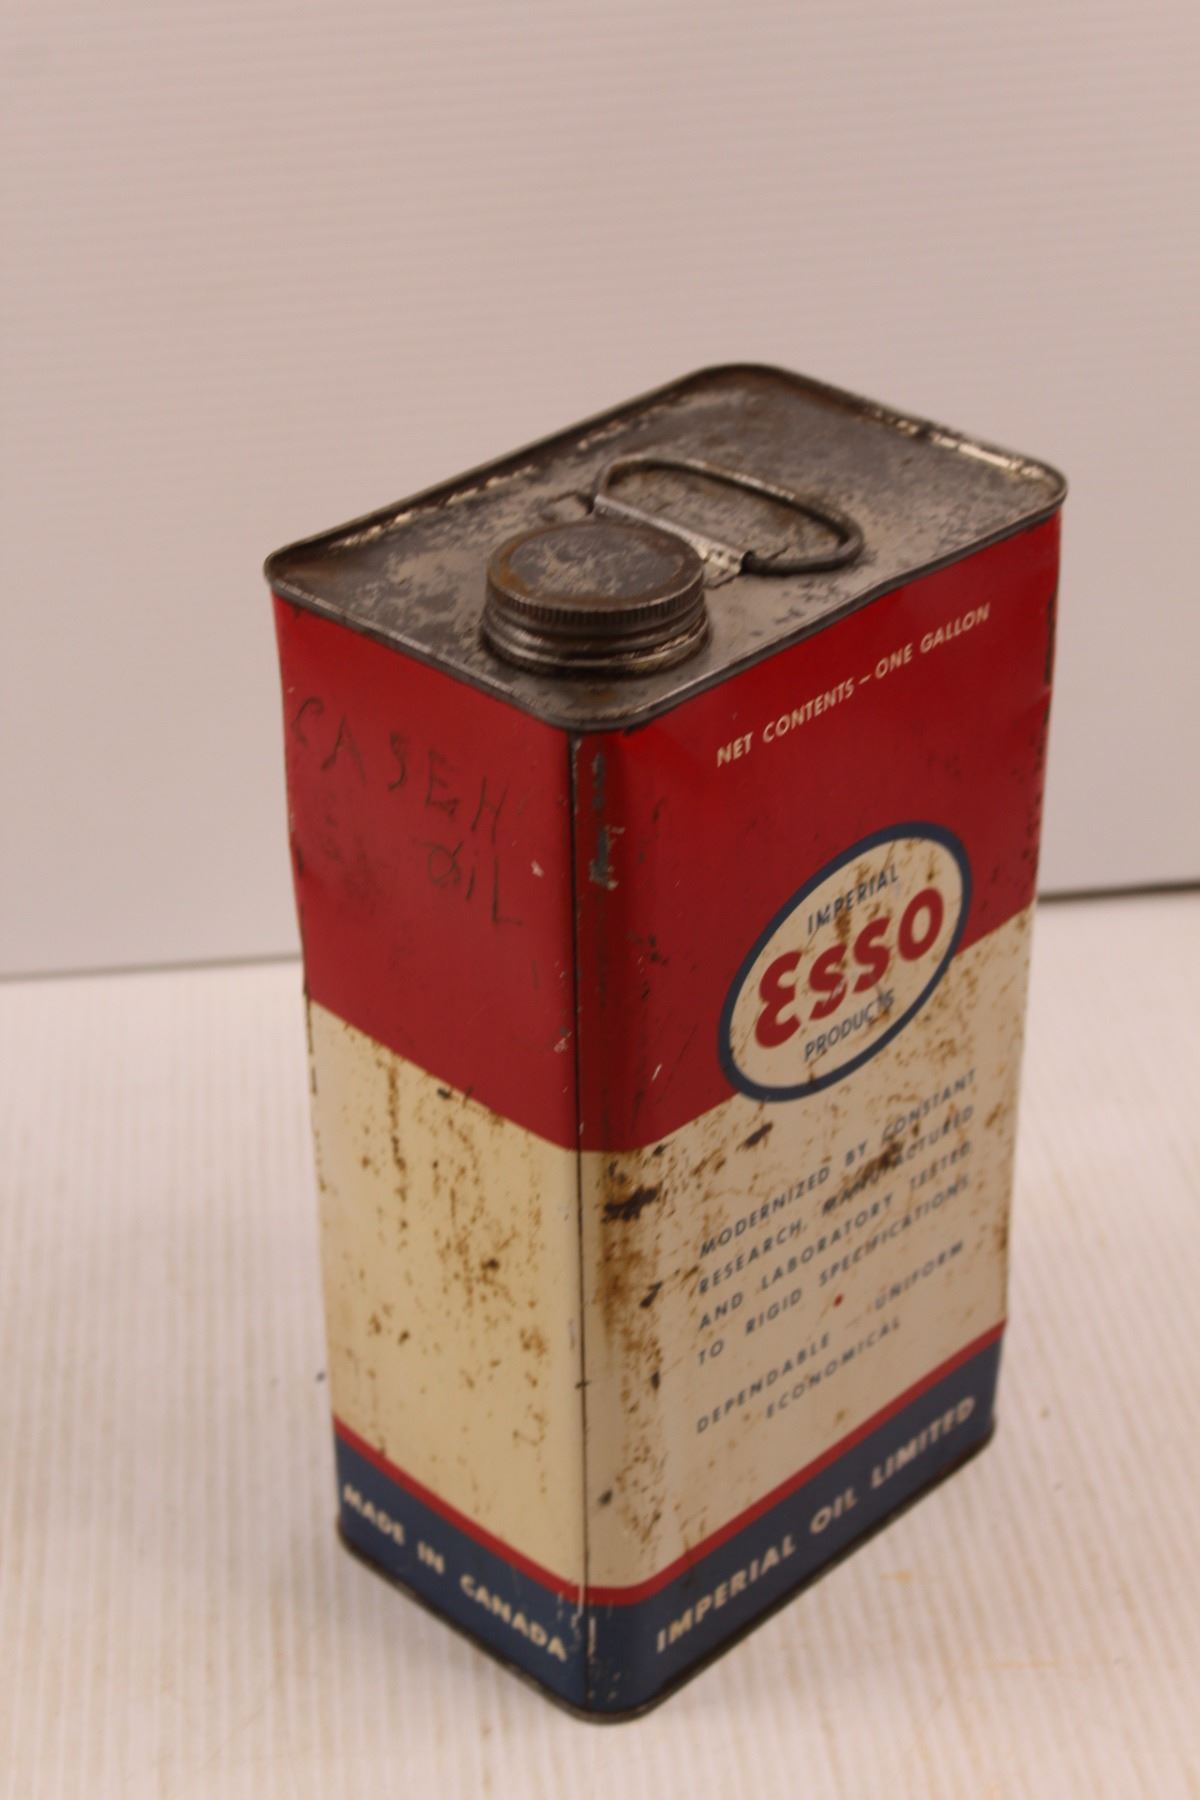 CASEH
OIL
MADE IN CANADA
NET CONTENTS – ONE GALLON
IMPERIAL
ESSO
PRODUCTS
MODERNIZED BY CONSTANT
RESEARCH, MANUFACTURED
AND LABORATORY TESTED
TO RIGID SPECIFICATIONS
DEPENDABLE • UNIFORM
ECONOMICAL
IMPERIAL OIL LIMITED